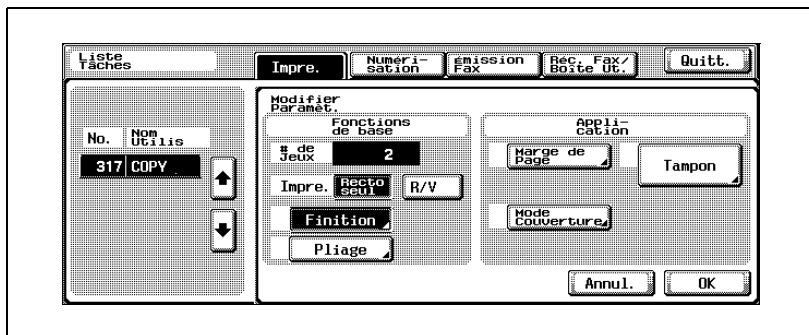 Liste
Tâches
Impre.
Numéri-
sation
Émission
Fax
Réc. Fax/
Boîte Ut.
Quitt.
No.
Nom
Utilis
317 COPY
Modifier
Paramèt.
Fonctions
de base
# de
Jeux
2
Impre.
Recto
seul
R/V
Finition
Pliage
Appli-
cation
Marge de
Page
Tampon
Mode
Couverture
Annul.
OK